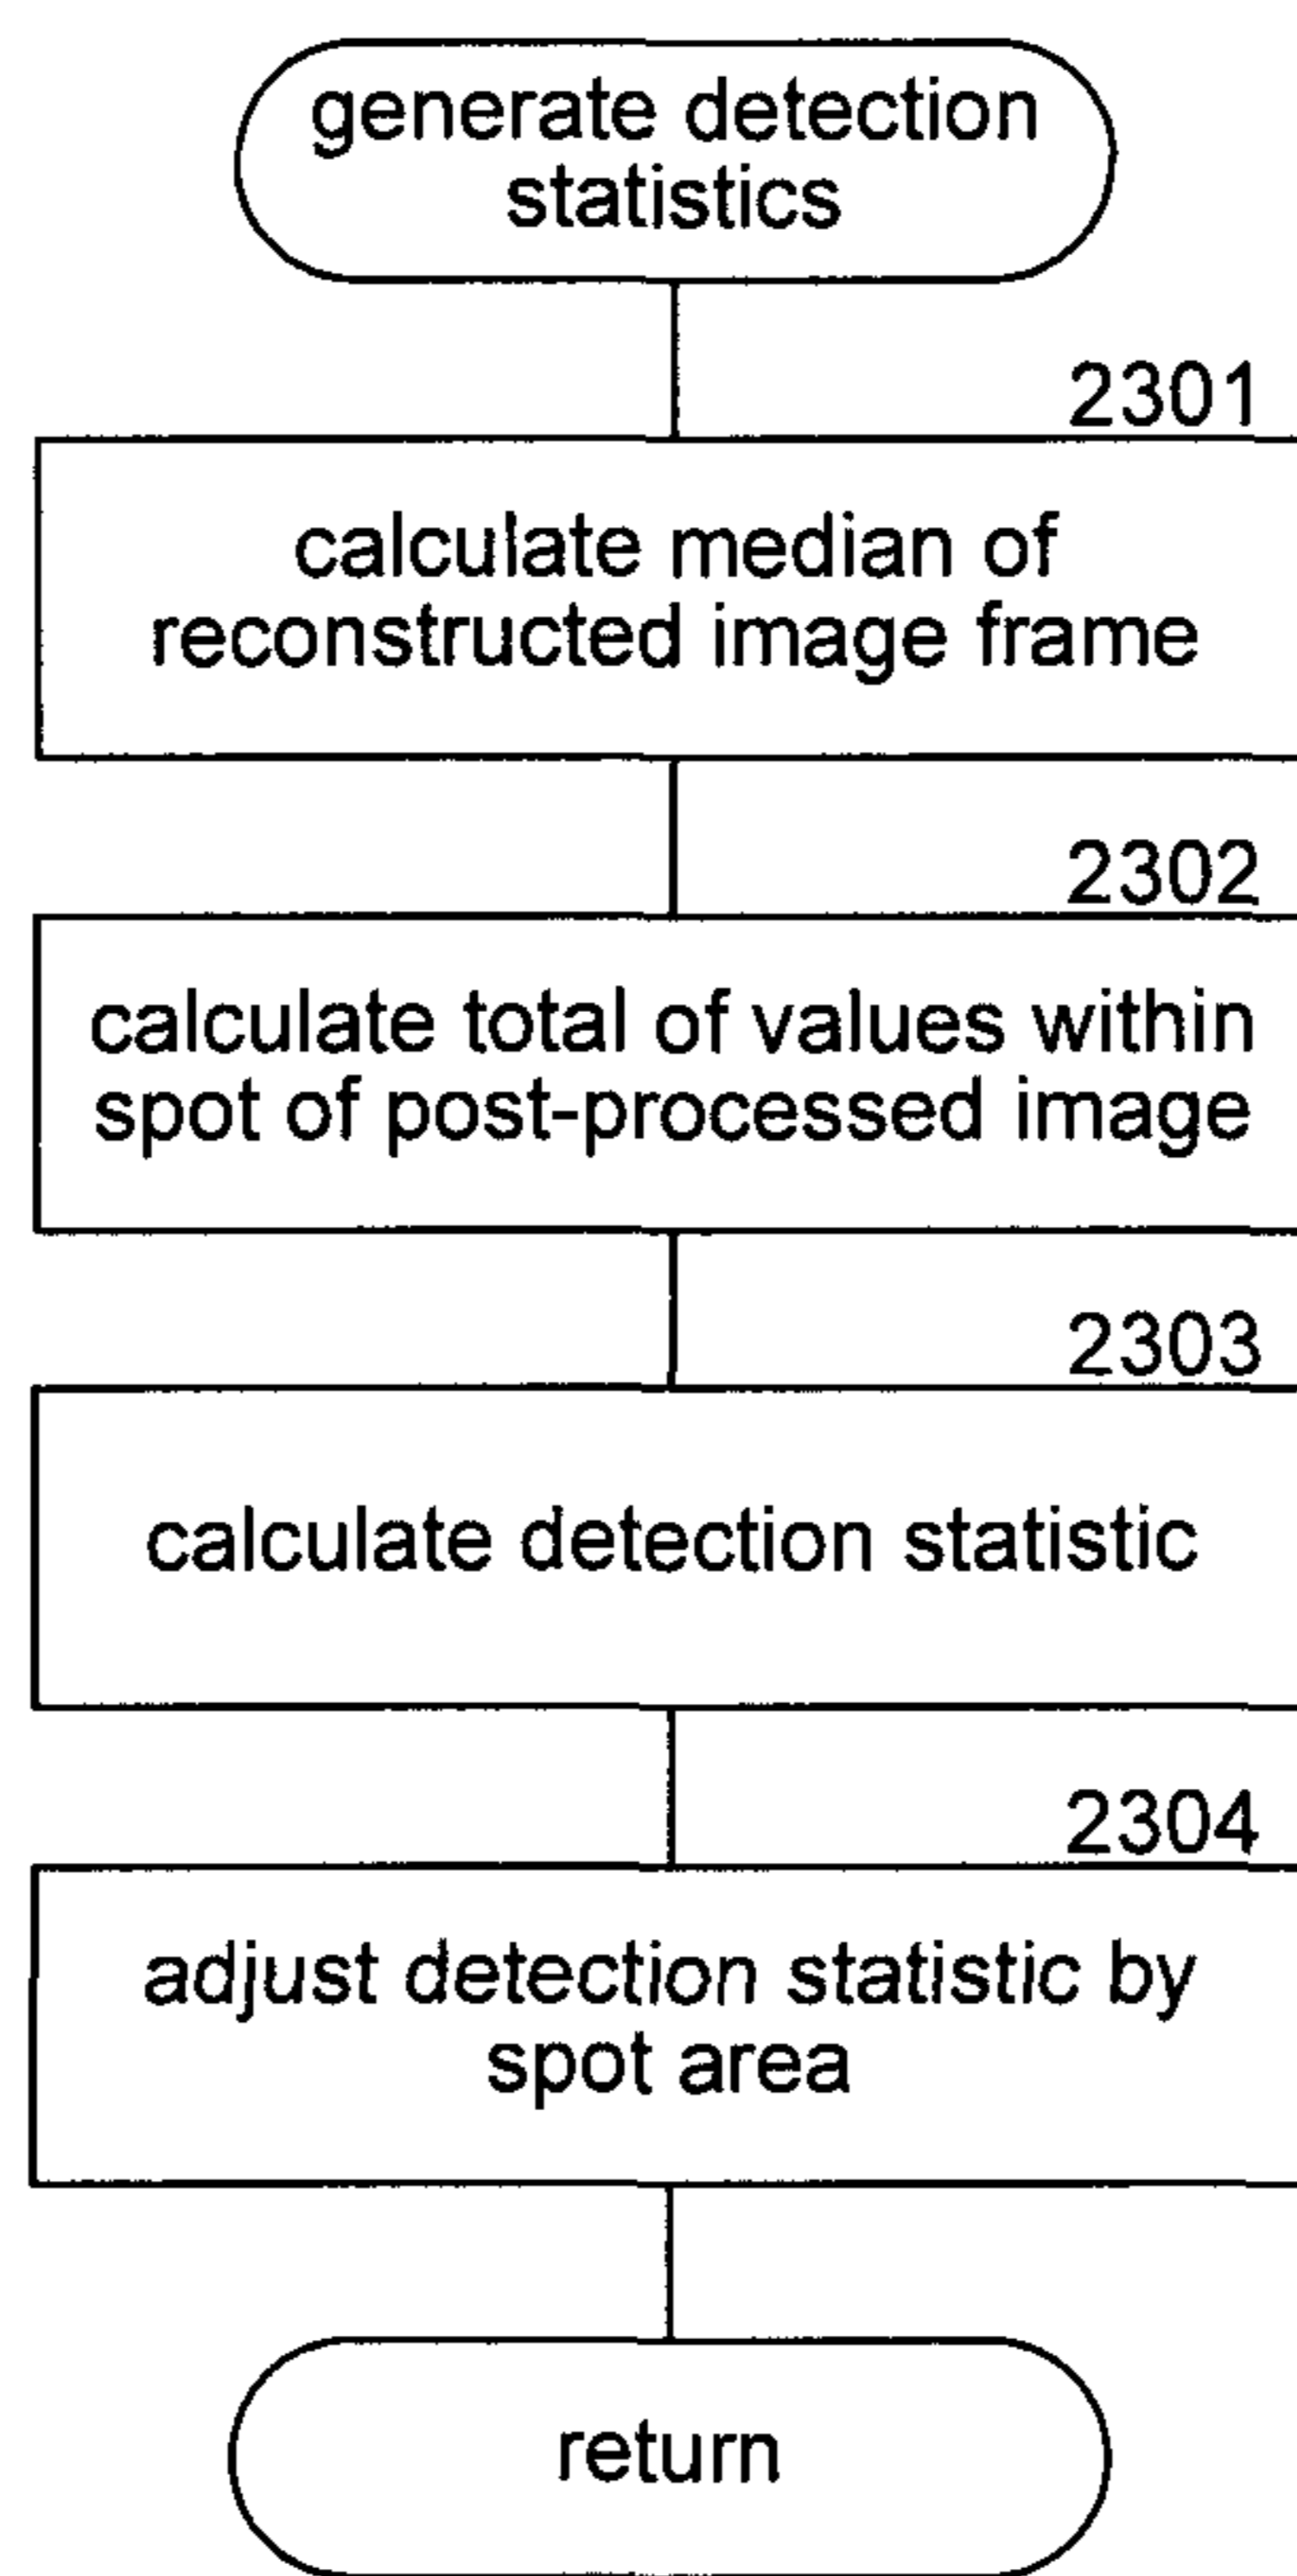 generate detection
statistics
2301
calculate median of
reconstructed image frame
2302
calculate total of values within
spot of post-processed image
2303
calculate detection statistic
2304
adjust detection statistic by
spot area
return